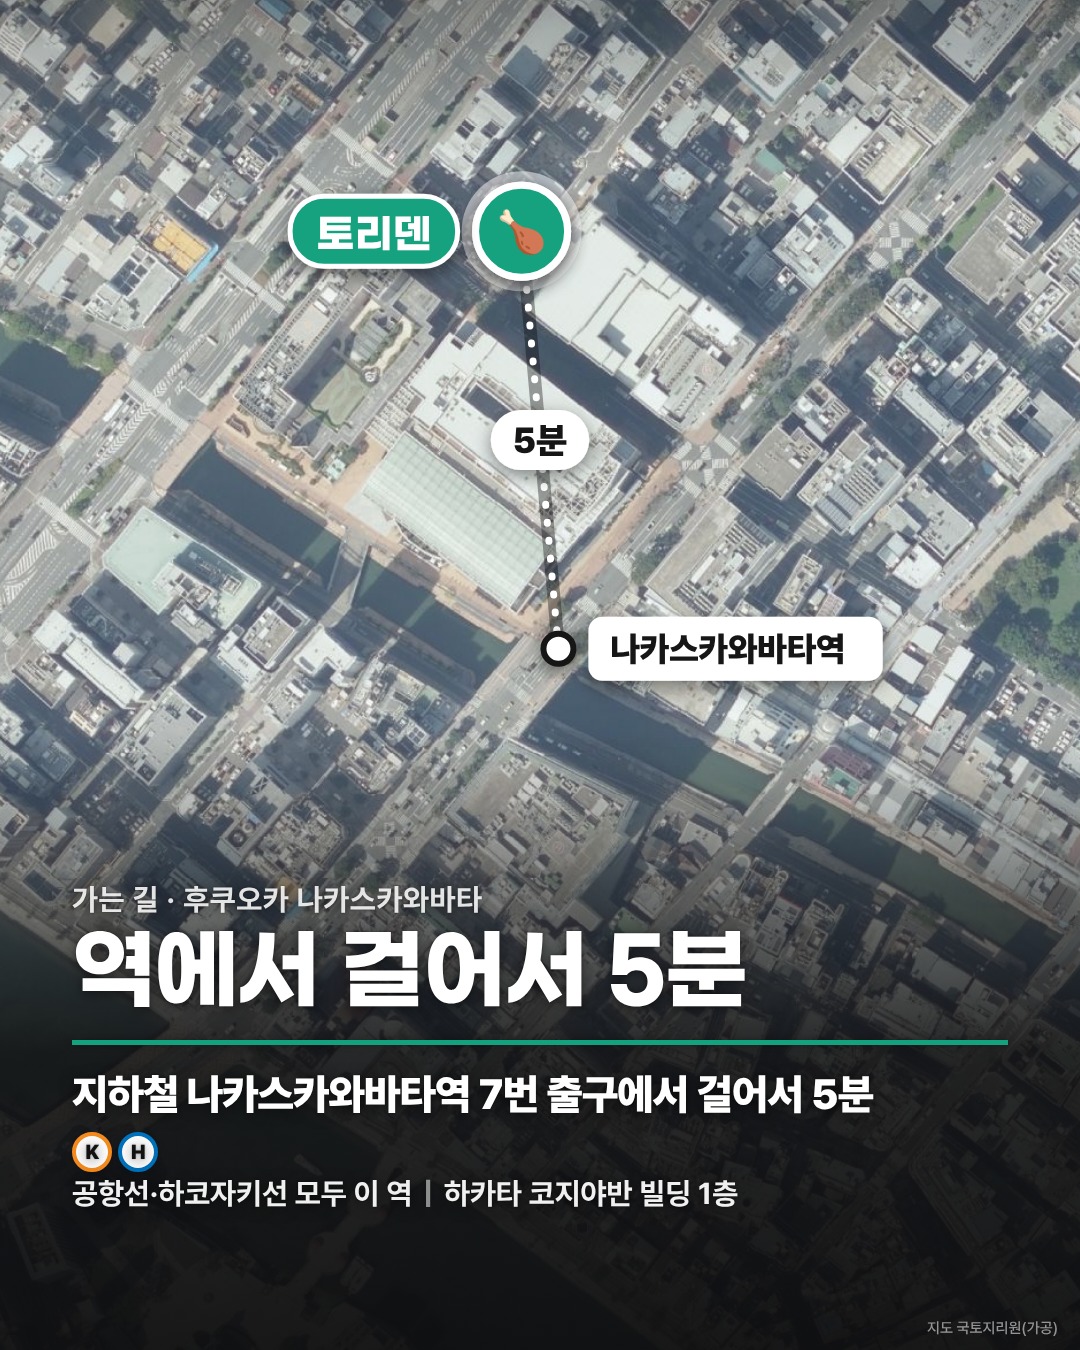 토리덴
5분
나카스카와바타역
가는 길 · 후쿠오카 나카스카와바타
역에서 걸어서 5분
지하철 나카스카와바타역 7번 출구에서 걸어서 5분
K H
공항선·하코자키선 모두 이 역 | 하카타 코지야반 빌딩 1층
지도 국토지리원(가공)